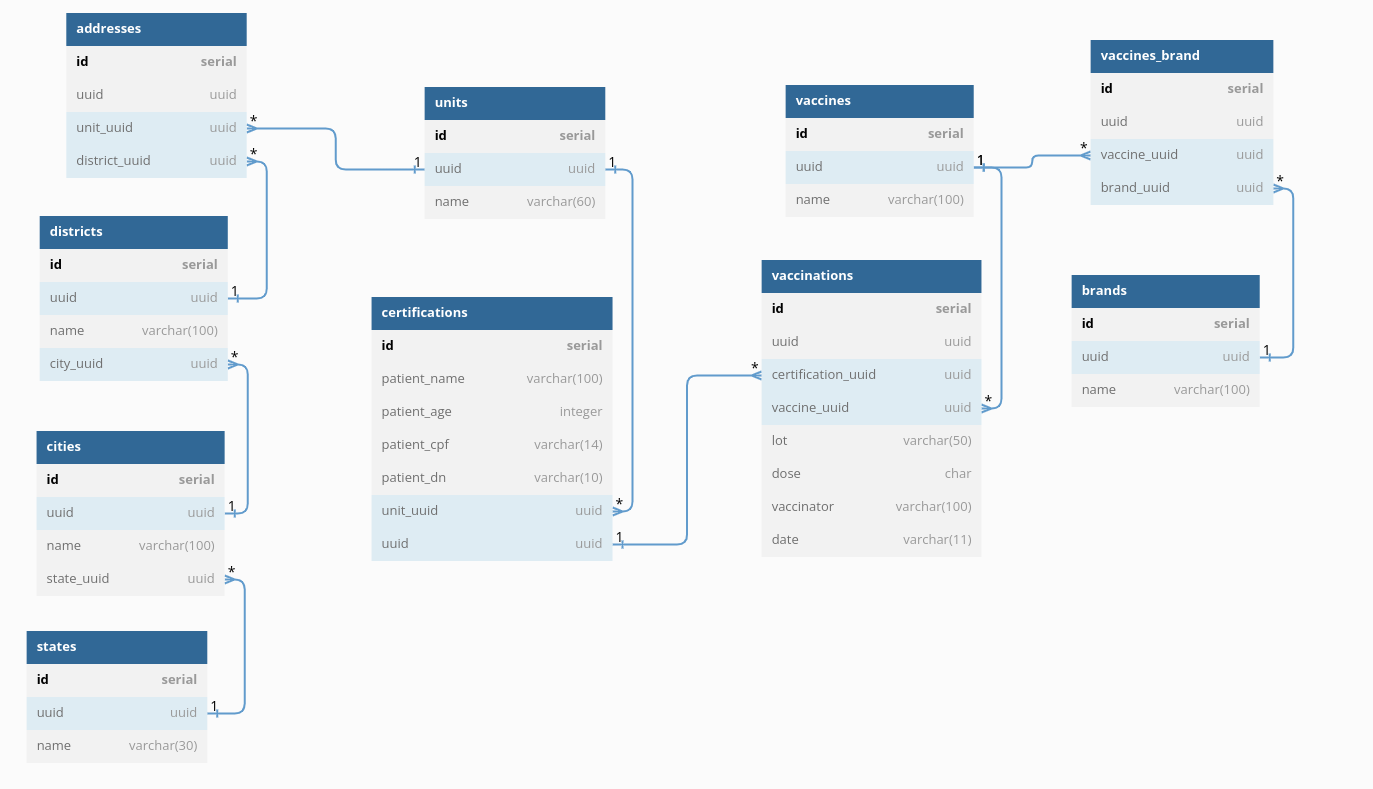 addresses
id serial
uuid uuid
unit_uuid uuid *
district_uuid uuid *
districts
id serial
uuid uuid 1
name varchar(100)
city_uuid uuid *
cities
id serial
uuid uuid 1
name varchar(100)
state_uuid uuid *
states
id serial
uuid uuid 1
name varchar(30)
units
id serial
1 uuid uuid 1
name varchar(60)
certifications
id serial
patient_name varchar(100)
patient_age integer
patient_cpf varchar(14)
patient_dn varchar(10)
unit_uuid uuid *
uuid uuid 1
vaccines
id serial
uuid uuid 1
name varchar(100)
vaccinations
id serial
uuid uuid
* certification_uuid uuid
vaccine_uuid uuid *
lot varchar(50)
dose char
vaccinator varchar(100)
date varchar(11)
vaccines_brand
id serial
uuid uuid
* vaccine_uuid uuid
brand_uuid uuid *
brands
id serial
uuid uuid 1
name varchar(100)